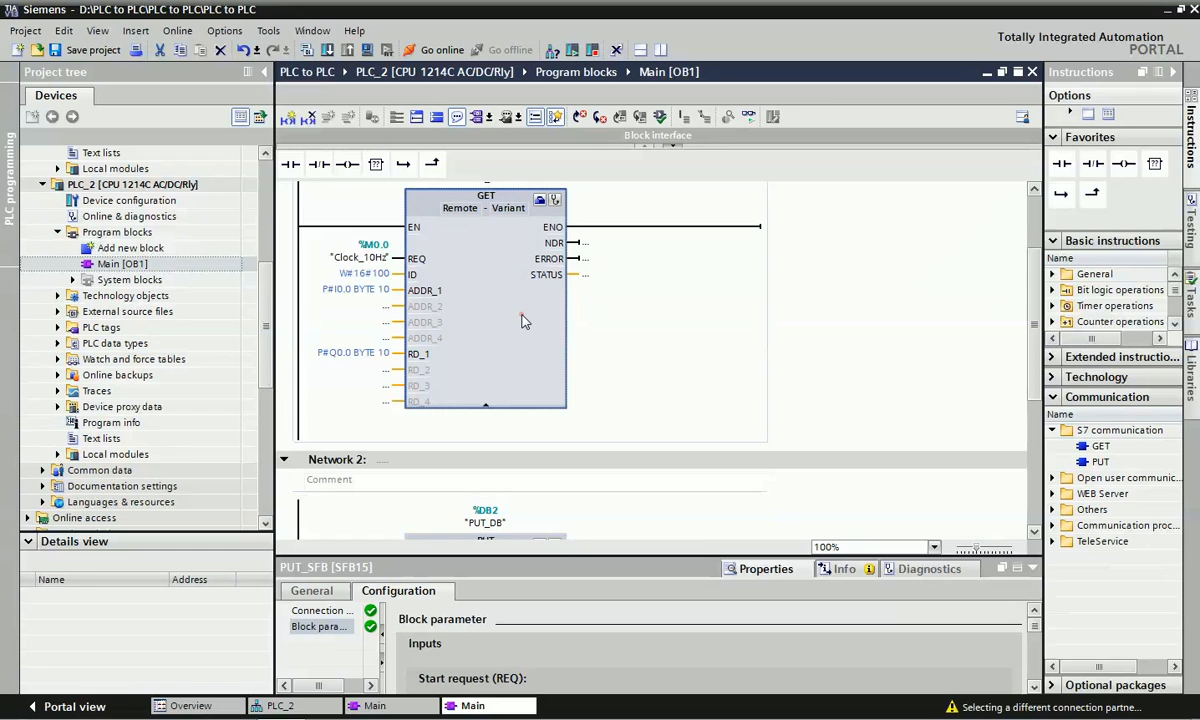 Siemens - D:\PLC to PLC\PLC to PLC\PLC to PLC
Project Edit View Insert Online Options Tools Window Help
Totally Integrated Automation
PORTAL
Save project
Go online
Go offline
Project tree
PLC to PLC
PLC_2 [CPU 1214C AC/DC/Rly]
Program blocks
Main [OB1]
Instructions
Devices
Options
PLC programming
Text lists
Local modules
PLC_2 [CPU 1214C AC/DC/Rly]
Device configuration
Online & diagnostics
Program blocks
Add new block
Main [OB1]
System blocks
Technology objects
External source files
PLC tags
PLC data types
Watch and force tables
Online backups
Traces
Device proxy data
Program info
Text lists
Local modules
Common data
Documentation settings
Languages & resources
Online access
Details view
Name Address
Block interface
GET
Remote - Variant
EN ENO
NDR ...
%M0.0
"Clock_10Hz" REQ ERROR ...
W#16#100 ID STATUS ...
P#I0.0 BYTE 10 ADDR_1
... ADDR_2
... ADDR_3
... ADDR_4
P#Q0.0 BYTE 10 RD_1
... RD_2
... RD_3
... RD_4
Network 2: .....
Comment
%DB2
"PUT_DB"
100%
PUT_SFB [SFB15]
Properties
Info
Diagnostics
General Configuration
Connection ...
Block para...
Block parameter
Inputs
Start request (REQ):
Favorites
Basic instructions
Name
General
Bit logic operations
Timer operations
Counter operations
Extended instructio...
Technology
Communication
Name
S7 communication
GET
PUT
Open user communic...
WEB Server
Others
Communication proc...
TeleService
Optional packages
Instructions
Testing
Tasks
Libraries
Portal view
Overview
PLC_2
Main
Main
Selecting a different connection partne...